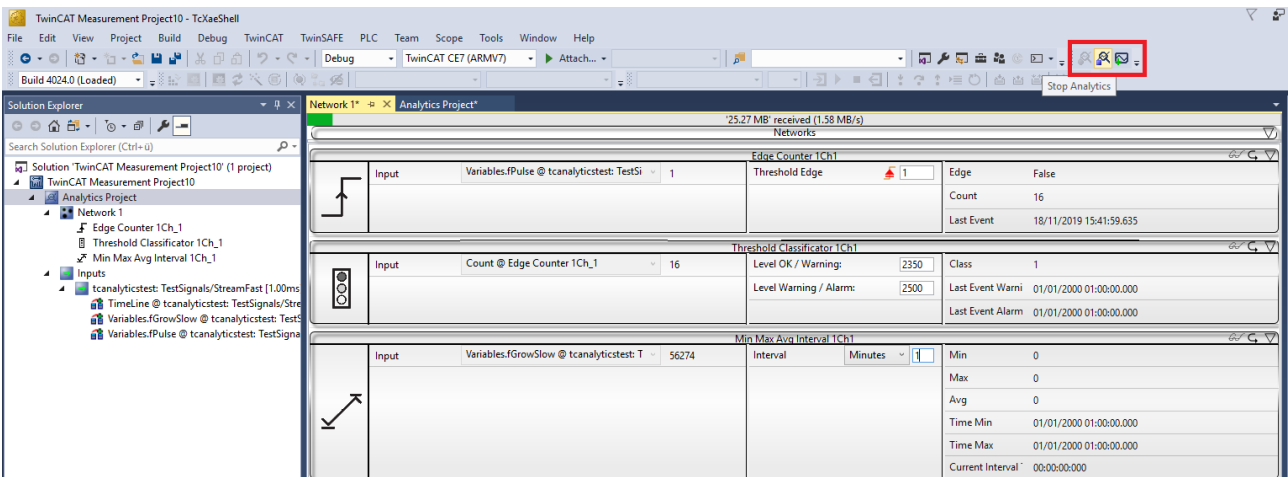 TwinCAT Measurement Project10 - TcXaeShell
File Edit View Project Build Debug TwinCAT TwinSAFE PLC Team Scope Tools Window Help
Debug TwinCAT CE7 (ARMV7) Attach...
Build 4024.0 (Loaded)
Stop Analytics
Solution Explorer
Network 1* Analytics Project*
'25.27 MB' received (1.58 MB/s)
Networks
Search Solution Explorer (Ctrl+ü)
Solution 'TwinCAT Measurement Project10' (1 project)
TwinCAT Measurement Project10
Analytics Project
Network 1
Edge Counter 1Ch_1
Threshold Classificator 1Ch_1
Min Max Avg Interval 1Ch_1
Inputs
tcanalyticstest: TestSignals/StreamFast [1.00ms
TimeLine @ tcanalyticstest: TestSignals/Stre
Variables.fGrowSlow @ tcanalyticstest: TestS
Variables.fPulse @ tcanalyticstest: TestSigna
Edge Counter 1Ch1
Input Variables.fPulse @ tcanalyticstest: TestSi 1 Threshold Edge 1 Edge False
Count 16
Last Event 18/11/2019 15:41:59.635
Threshold Classificator 1Ch1
Input Count @ Edge Counter 1Ch_1 16 Level OK / Warning: 2350 Class 1
Level Warning / Alarm: 2500 Last Event Warni 01/01/2000 01:00:00.000
Last Event Alarm 01/01/2000 01:00:00.000
Min Max Avg Interval 1Ch1
Input Variables.fGrowSlow @ tcanalyticstest: T 56274 Interval Minutes 1 Min 0
Max 0
Avg 0
Time Min 01/01/2000 01:00:00.000
Time Max 01/01/2000 01:00:00.000
Current Interval 00:00:00:000